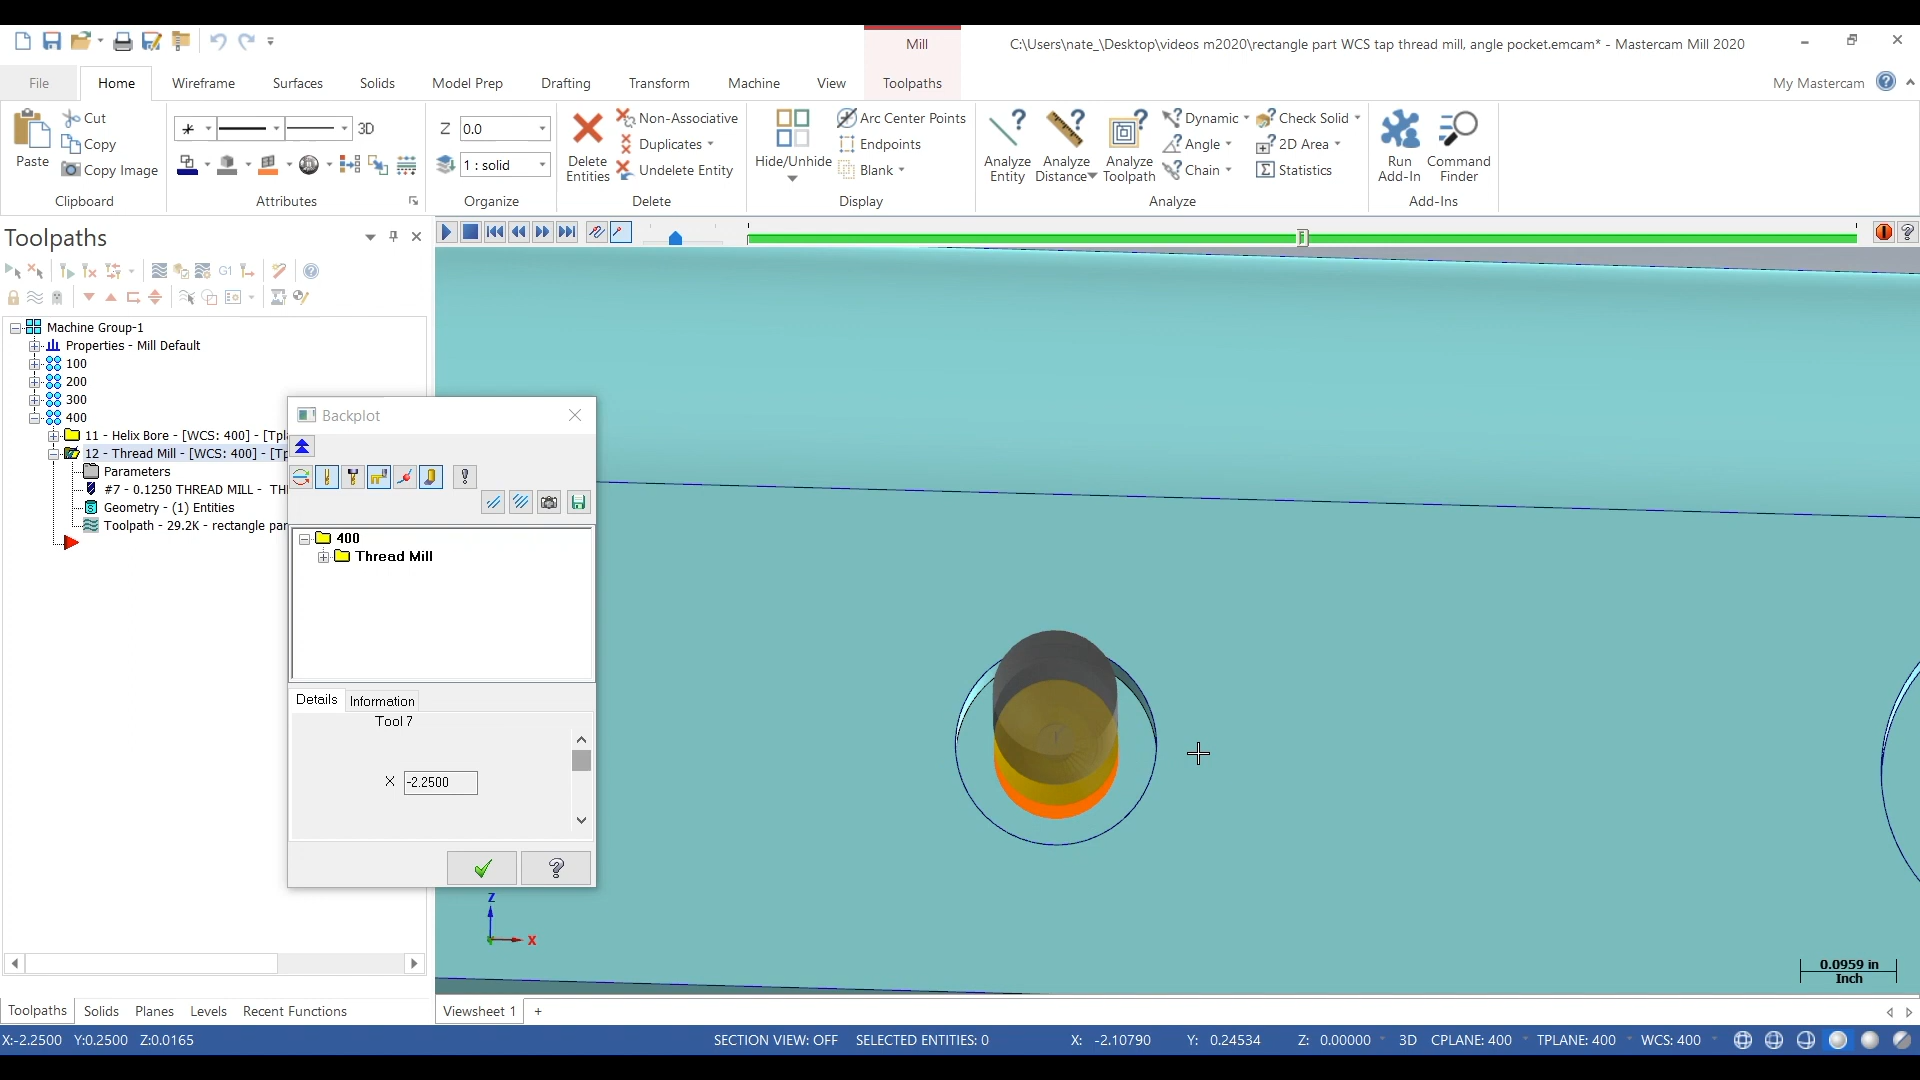 Mill
C:\Users\nate_\Desktop\videos m2020\rectangle part WCS tap thread mill, angle pocket.emcam* - Mastercam Mill 2020
File Home Wireframe Surfaces Solids Model Prep Drafting Transform Machine View Toolpaths
My Mastercam
Paste
Cut
Copy
Copy Image
Clipboard
3D
Attributes
Z 0.0
1 : solid
Organize
Delete Entities
Non-Associative
Duplicates
Undelete Entity
Delete
Hide/Unhide
Arc Center Points
Endpoints
Blank
Display
Analyze Entity
Analyze Distance
Analyze Toolpath
Dynamic
Angle
Chain
Check Solid
2D Area
Statistics
Analyze
Run Add-In
Command Finder
Add-Ins
Toolpaths
G1
Machine Group-1
Properties - Mill Default
100
200
300
400
11 - Helix Bore - [WCS: 400] - [Tpl
12 - Thread Mill - [WCS: 400] - [Tp
Parameters
#7 - 0.1250 THREAD MILL - TH
Geometry - (1) Entities
Toolpath - 29.2K - rectangle par
Backplot
400
Thread Mill
Details Information
Tool 7
X -2.2500
Z
X
0.0959 in
Inch
Toolpaths Solids Planes Levels Recent Functions
Viewsheet 1 +
X:-2.2500 Y:0.2500 Z:0.0165
SECTION VIEW: OFF SELECTED ENTITIES: 0 X: -2.10790 Y: 0.24534 Z: 0.00000 3D CPLANE: 400 TPLANE: 400 WCS: 400